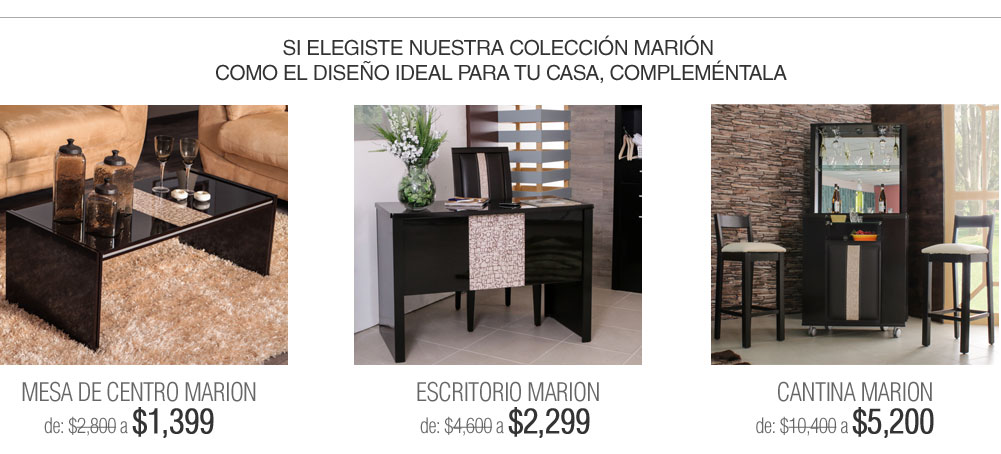 SI ELEGISTE NUESTRA COLECCIÓN MARIÓN
COMO EL DISEÑO IDEAL PARA TU CASA, COMPLEMÉNTALA
MESA DE CENTRO MARION
de: $2,800 a $1,399
ESCRITORIO MARION
de: $4,600 a $2,299
CANTINA MARION
de: $10,400 a $5,200